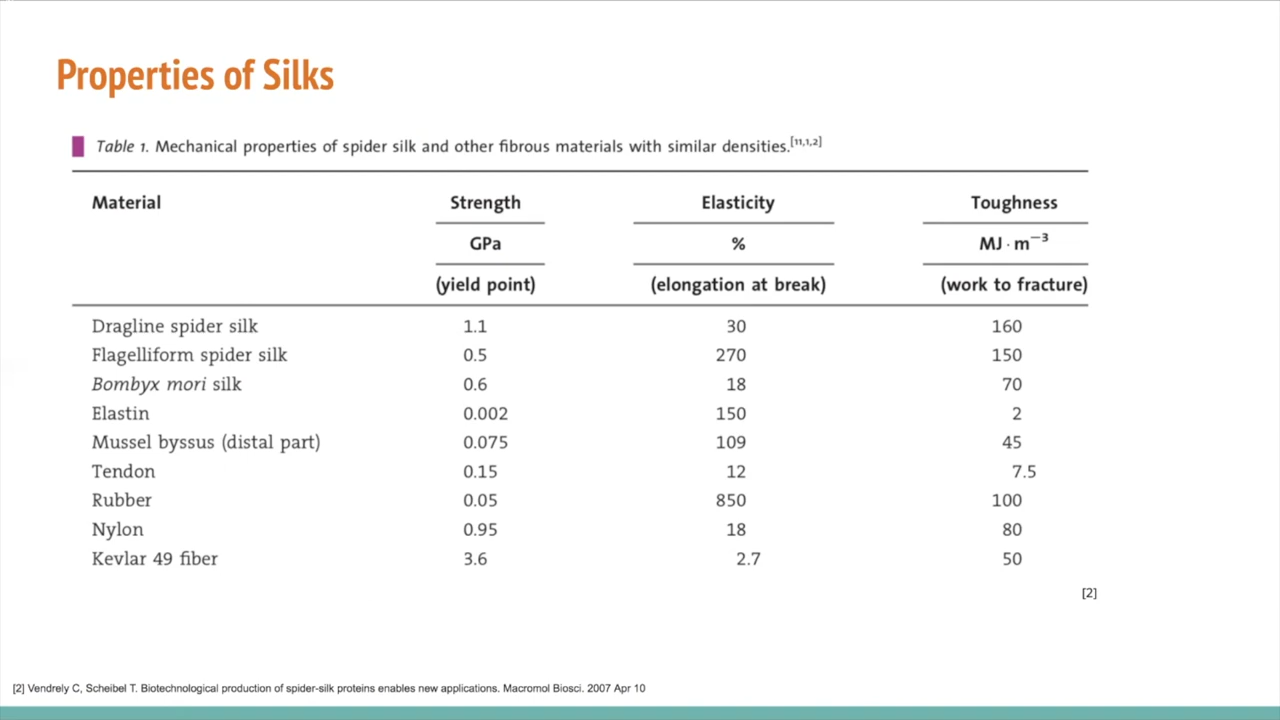 Properties of Silks
Table 1. Mechanical properties of spider silk and other fibrous materials with similar densities.[11,1,2]
Material Strength Elasticity Toughness
GPa % MJ · m−3
(yield point) (elongation at break) (work to fracture)
Dragline spider silk 1.1 30 160
Flagelliform spider silk 0.5 270 150
Bombyx mori silk 0.6 18 70
Elastin 0.002 150 2
Mussel byssus (distal part) 0.075 109 45
Tendon 0.15 12 7.5
Rubber 0.05 850 100
Nylon 0.95 18 80
Kevlar 49 fiber 3.6 2.7 50
[2]
[2] Vendrely C, Scheibel T. Biotechnological production of spider-silk proteins enables new applications. Macromol Biosci. 2007 Apr 10